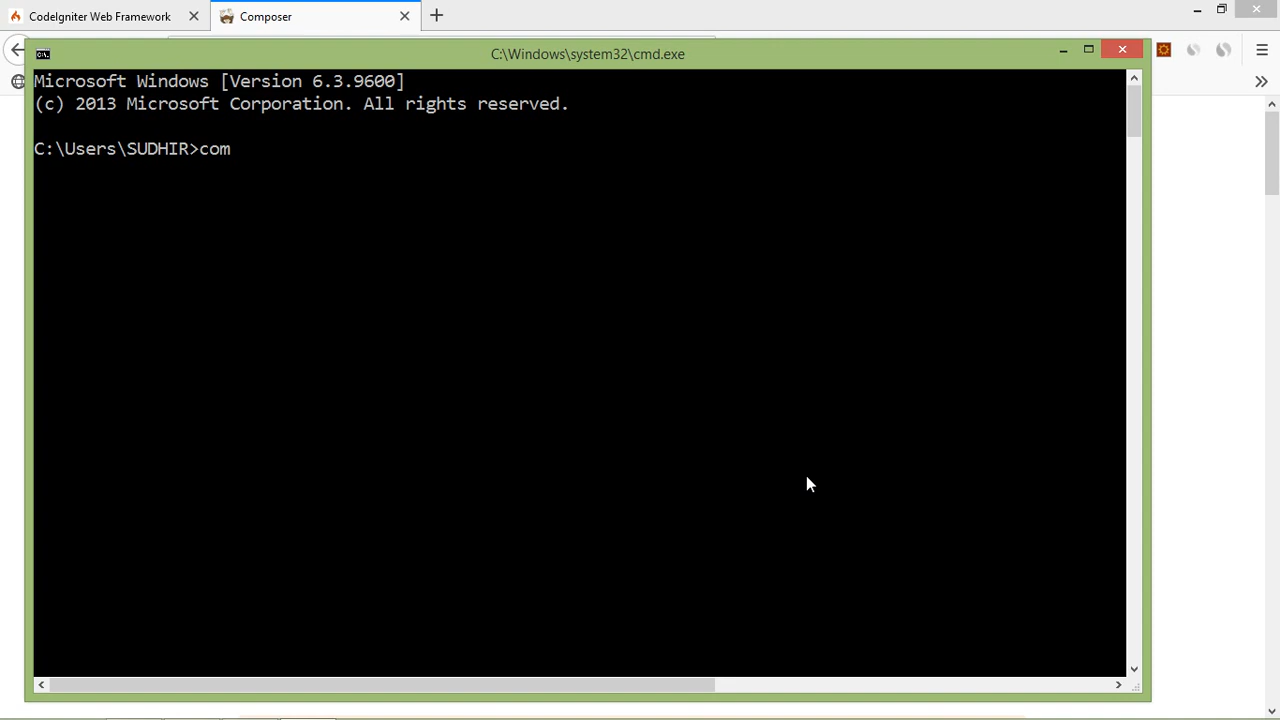 CodeIgniter Web Framework
Composer
C:\Windows\system32\cmd.exe
Microsoft Windows [Version 6.3.9600]
(c) 2013 Microsoft Corporation. All rights reserved.
C:\Users\SUDHIR>com